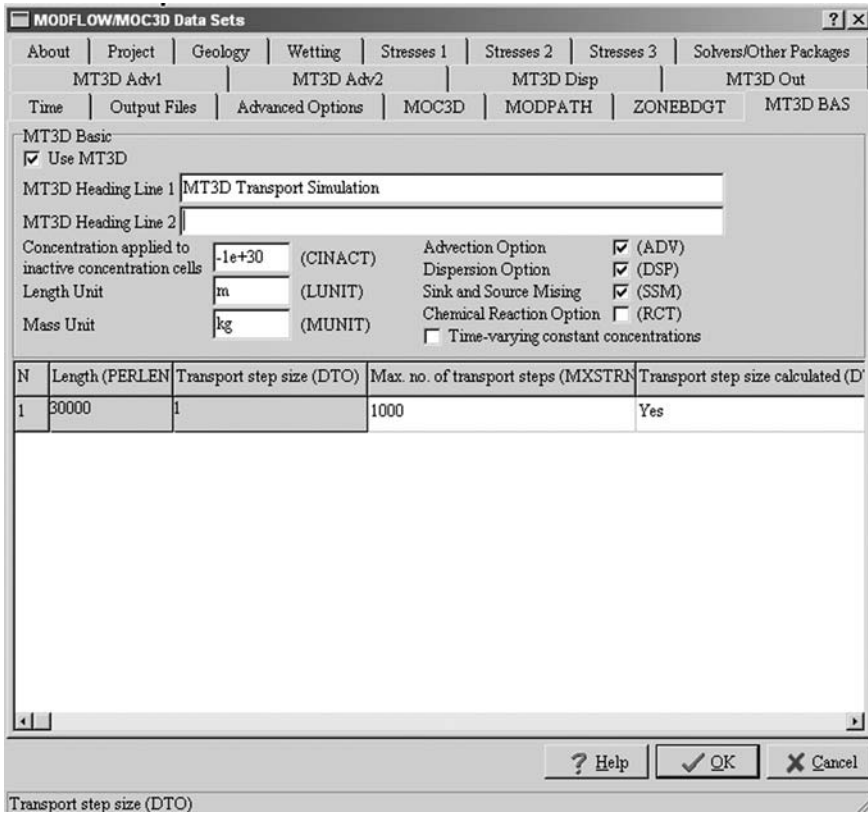 MODFLOW/MOC3D Data Sets
About Project Geology Wetting Stresses 1 Stresses 2 Stresses 3 Solvers/Other Packages
MT3D Adv1 MT3D Adv2 MT3D Disp MT3D Out
Time Output Files Advanced Options MOC3D MODPATH ZONEBDGT MT3D BAS
MT3D Basic
Use MT3D
MT3D Heading Line 1 MT3D Transport Simulation
MT3D Heading Line 2
Concentration applied to
inactive concentration cells -1e+30 (CINACT)
Length Unit m (LUNIT)
Mass Unit kg (MUNIT)
Advection Option (ADV)
Dispersion Option (DSP)
Sink and Source Mising (SSM)
Chemical Reaction Option (RCT)
Time-varying constant concentrations
N Length (PERLEN Transport step size (DTO) Max. no. of transport steps (MXSTRN Transport step size calculated (D
1 30000 1 1000 Yes
? Help OK Cancel
Transport step size (DTO)